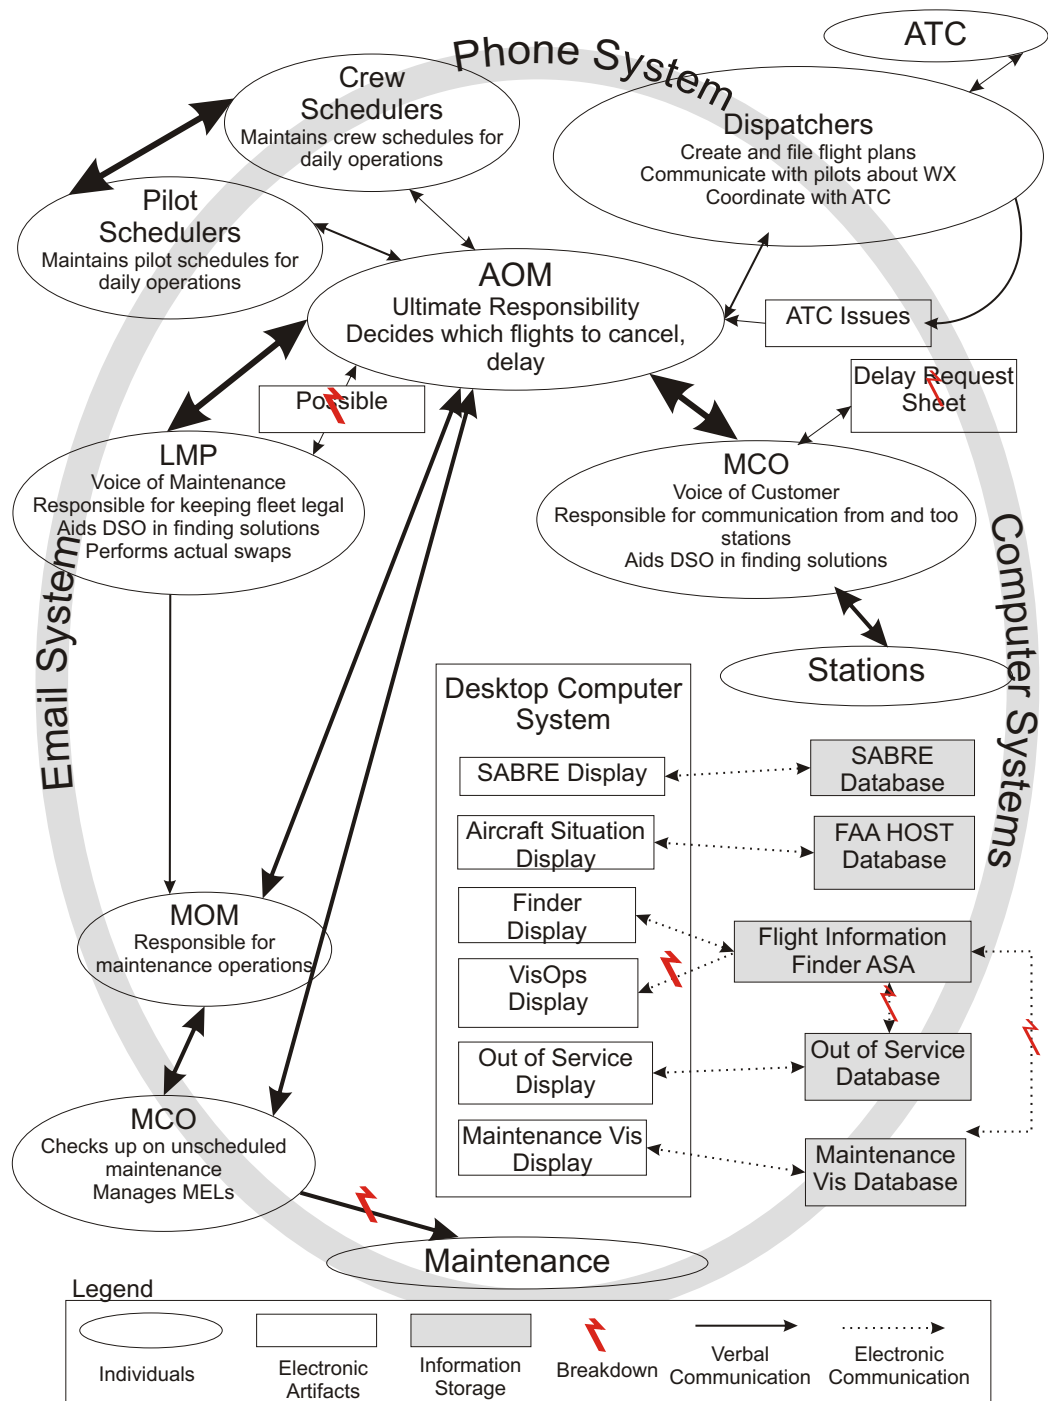 Phone System
ATC
Crew
Schedulers
Maintains crew schedules for
daily operations
Dispatchers
Create and file flight plans
Communicate with pilots about WX
Coordinate with ATC
Pilot
Schedulers
Maintains pilot schedules for
daily operations
AOM
Ultimate Responsibility
Decides which flights to cancel,
delay
ATC Issues
Delay Request
Sheet
Possible
LMP
Voice of Maintenance
Responsible for keeping fleet legal
Aids DSO in finding solutions
Performs actual swaps
MCO
Voice of Customer
Responsible for communication from and too
stations
Aids DSO in finding solutions
Email System
Computer Systems
Stations
Desktop Computer
System
SABRE Display
SABRE
Database
Aircraft Situation
Display
FAA HOST
Database
Finder
Display
Flight Information
Finder ASA
VisOps
Display
Out of Service
Display
Out of Service
Database
Maintenance Vis
Display
Maintenance
Vis Database
MOM
Responsible for
maintenance operations
MCO
Checks up on unscheduled
maintenance
Manages MELs
Maintenance
Legend
Individuals
Electronic
Artifacts
Information
Storage
Breakdown
Verbal
Communication
Electronic
Communication